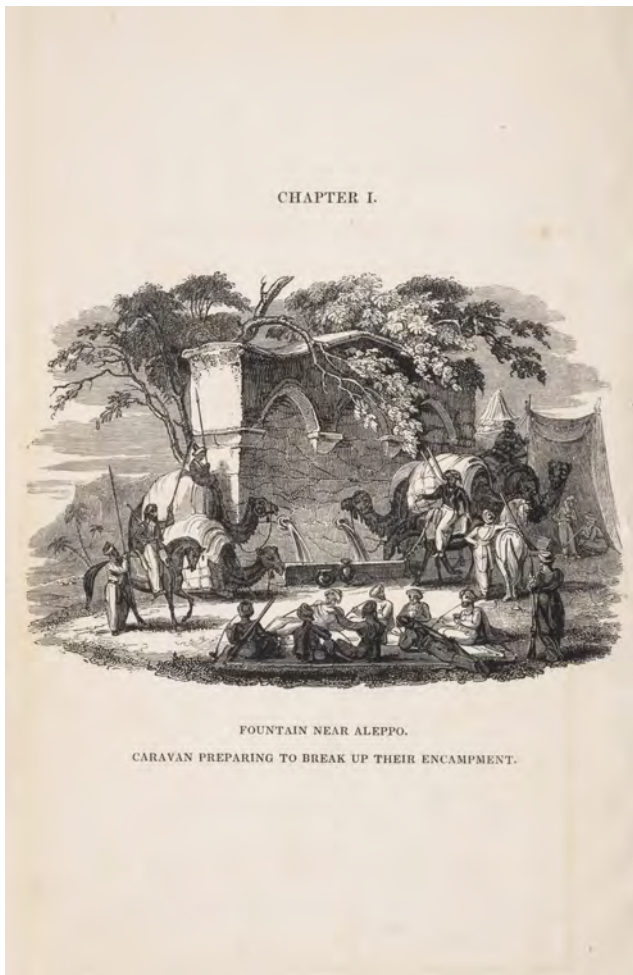 CHAPTER I.
FOUNTAIN NEAR ALEPPO.
CARAVAN PREPARING TO BREAK UP THEIR ENCAMPMENT.